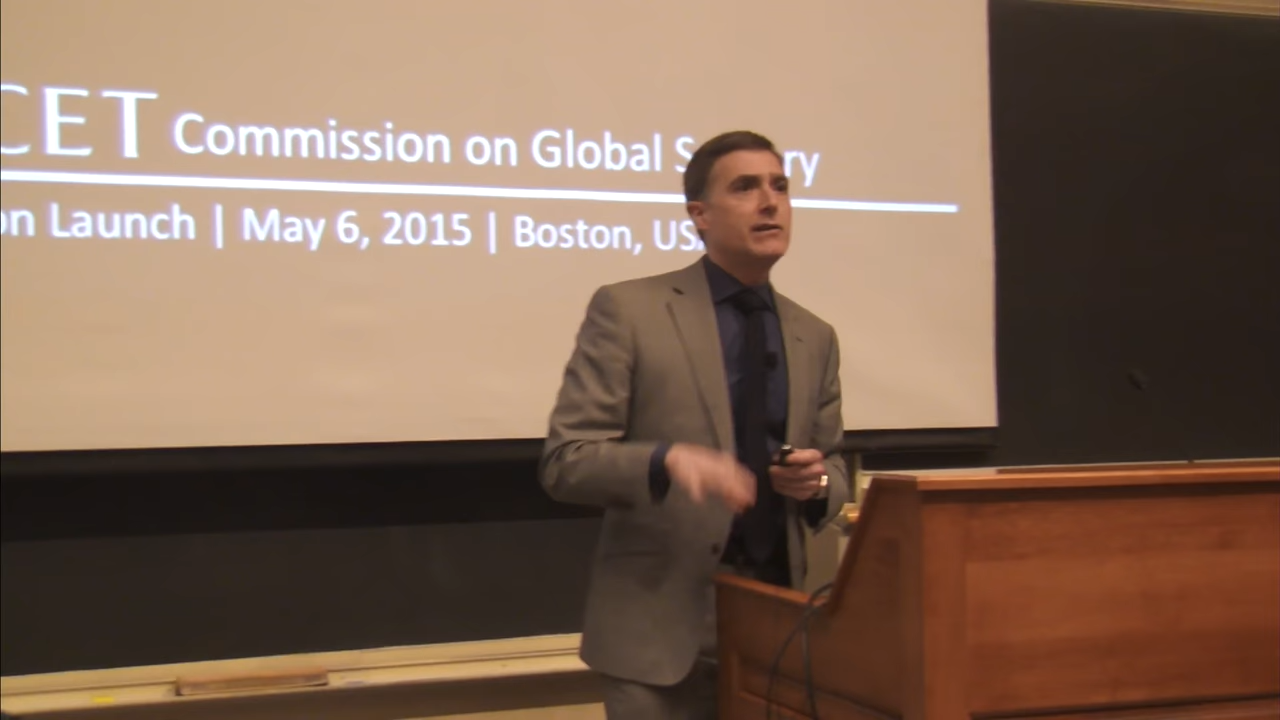 CET Commission on Global S ry
on Launch | May 6, 2015 | Boston, US